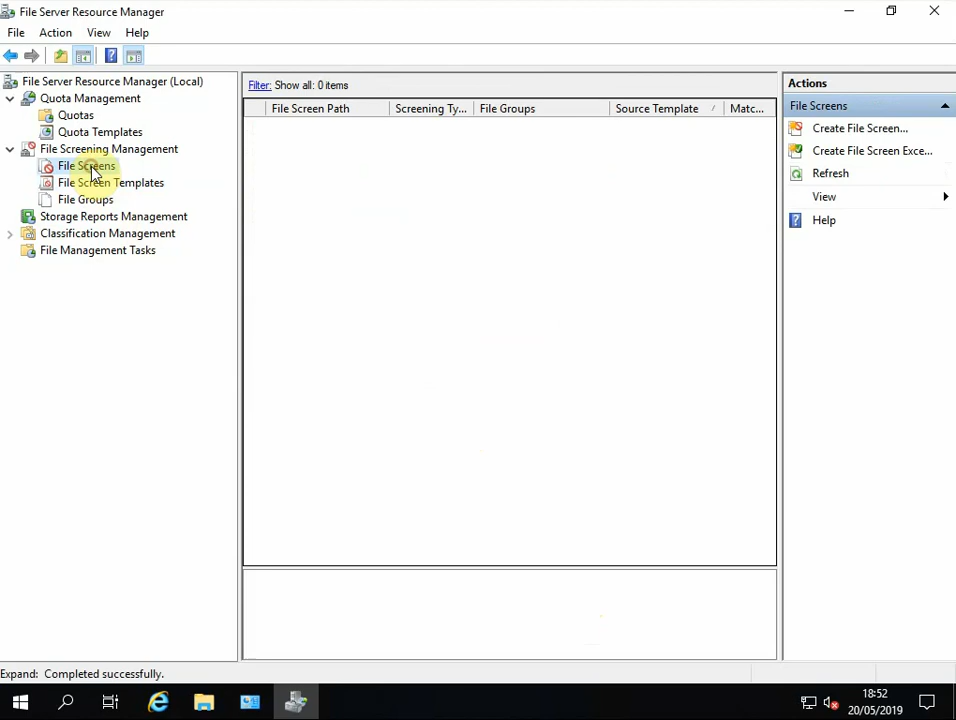 File Server Resource Manager
File Action View Help
File Server Resource Manager (Local)
Quota Management
Quotas
Quota Templates
File Screening Management
File Screens
File Screen Templates
File Groups
Storage Reports Management
Classification Management
File Management Tasks
Filter: Show all: 0 items
File Screen Path Screening Ty... File Groups Source Template / Matc...
Actions
File Screens
Create File Screen...
Create File Screen Exce...
Refresh
View
Help
Expand: Completed successfully.
18:52
20/05/2019